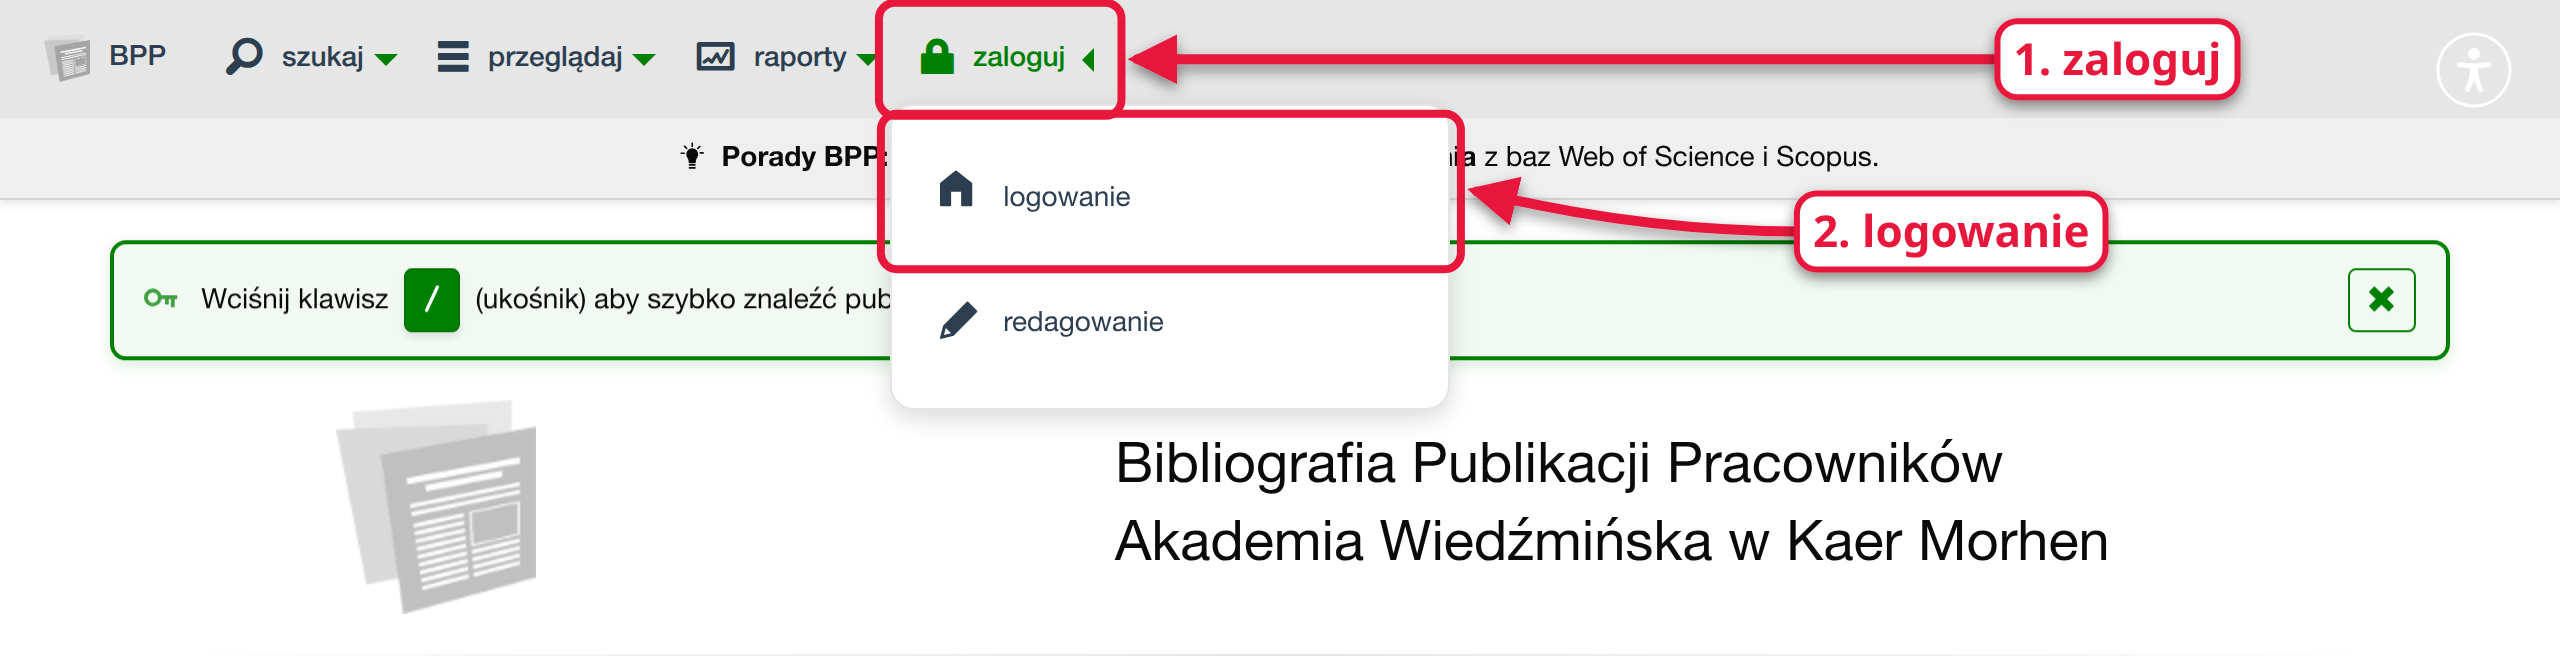 BPP szukaj przeglądaj raporty zaloguj 1. zaloguj
Porady BPP: z baz Web of Science i Scopus.
logowanie
2. logowanie
Wciśnij klawisz / (ukośnik) aby szybko znaleźć
redagowanie
Bibliografia Publikacji Pracowników
Akademia Wiedźmińska w Kaer Morhen